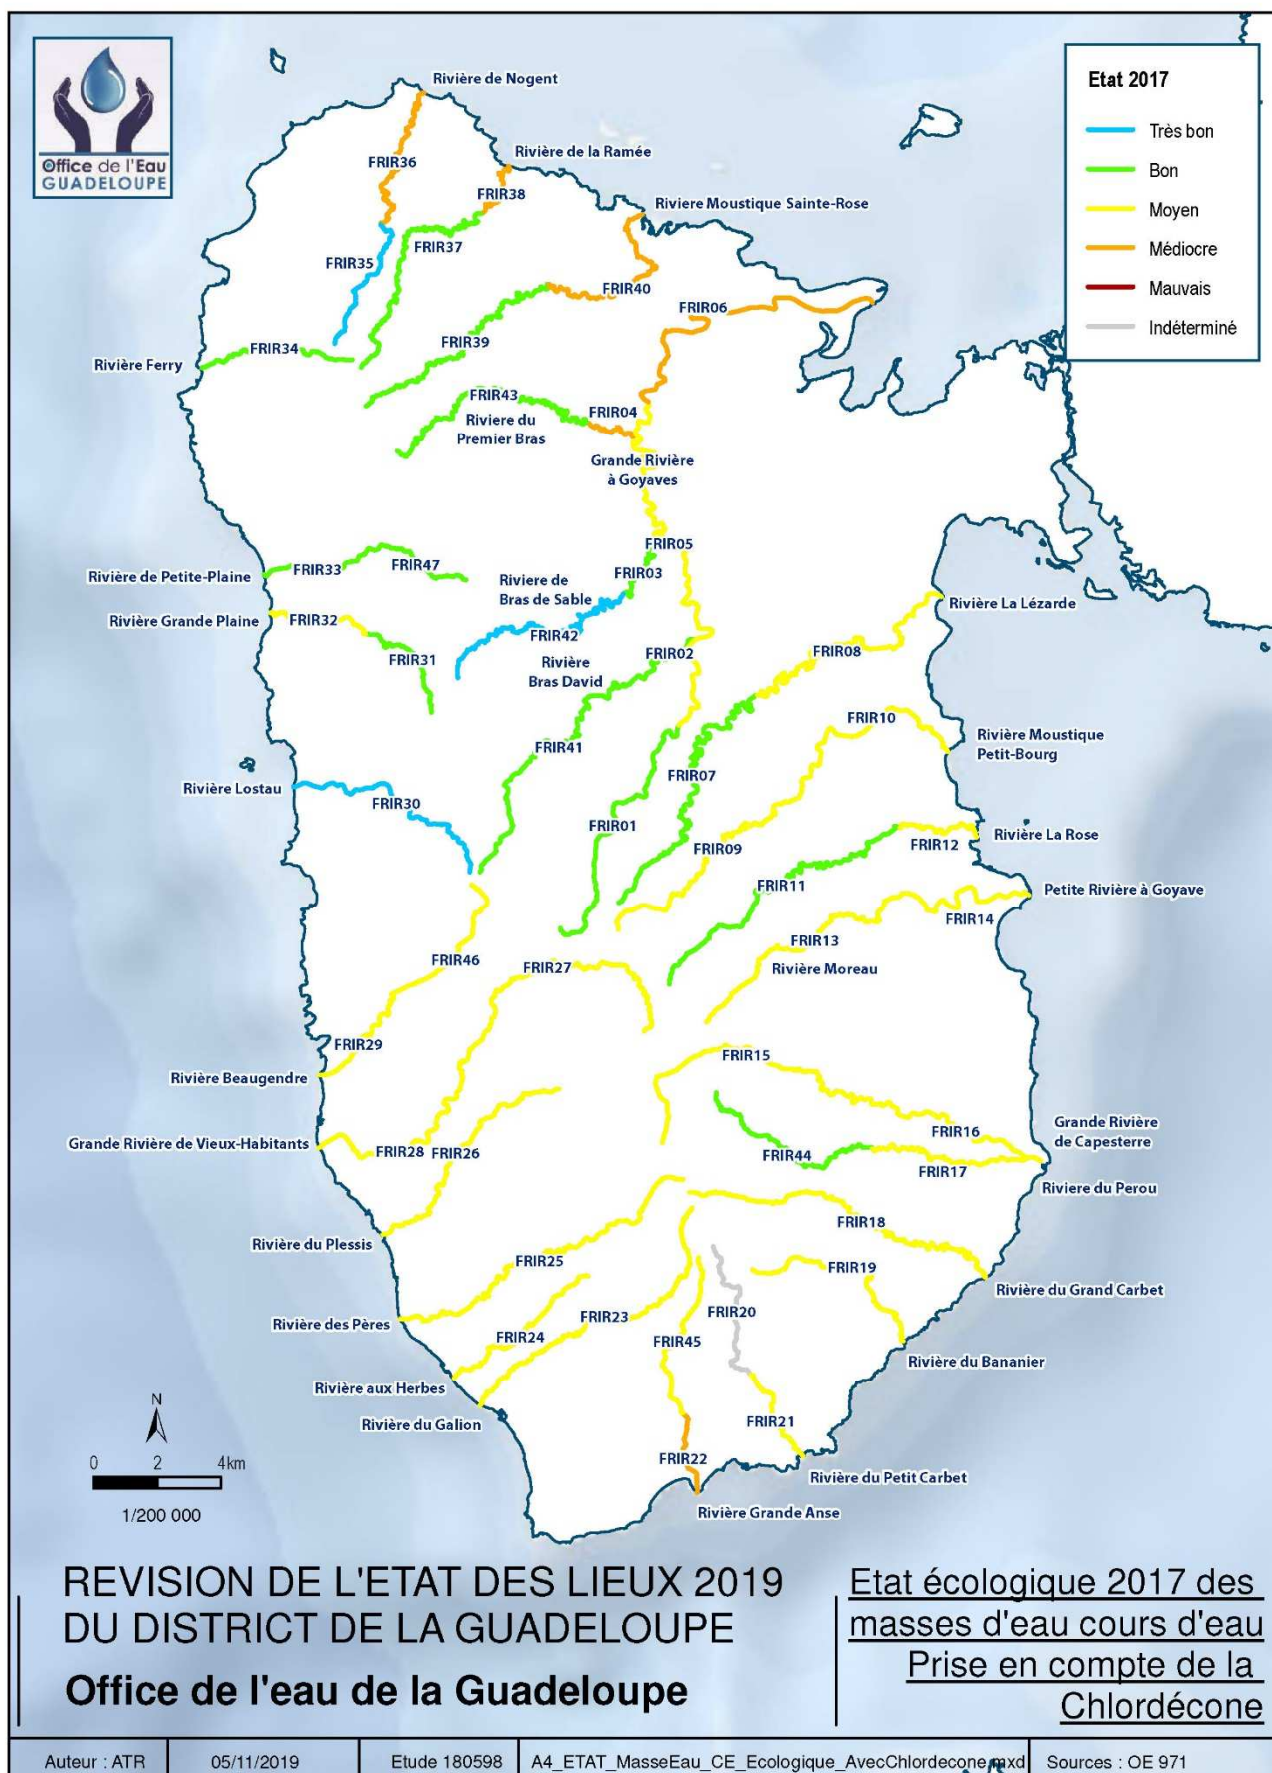 Office de l'Eau
GUADELOUPE
Etat 2017
Très bon
Bon
Moyen
Médiocre
Mauvais
Indéterminé
Rivière de Nogent
FRIR36
Rivière de la Ramée
FRIR38
Riviere Moustique Sainte-Rose
FRIR37
FRIR35
FRIR40
FRIR06
FRIR39
FRIR34
Rivière Ferry
FRIR43
FRIR04
Riviere du
Premier Bras
Grande Rivière
à Goyaves
FRIR05
FRIR33
FRIR47
FRIR03
Rivière de Petite-Plaine
Riviere de
Bras de Sable
Rivière La Lézarde
Rivière Grande Plaine
FRIR32
FRIR42
FRIR02
FRIR08
FRIR31
Rivière
Bras David
FRIR10
Rivière Moustique
Petit-Bourg
FRIR41
FRIR07
Rivière Lostau
FRIR30
FRIR01
FRIR09
FRIR12
Rivière La Rose
FRIR11
Petite Rivière à Goyave
FRIR14
FRIR13
FRIR46
FRIR27
Rivière Moreau
FRIR29
FRIR15
Rivière Beaugendre
Grande Rivière
de Capesterre
FRIR16
Grande Rivière de Vieux-Habitants
FRIR28
FRIR26
FRIR44
FRIR17
Riviere du Perou
FRIR18
Rivière du Plessis
FRIR25
FRIR19
Rivière du Grand Carbet
FRIR23
FRIR20
Rivière des Pères
FRIR24
FRIR45
Rivière du Bananier
Rivière aux Herbes
Rivière du Galion
FRIR21
FRIR22
Rivière du Petit Carbet
Rivière Grande Anse
N
0 2 4km
1/200 000
REVISION DE L'ETAT DES LIEUX 2019
DU DISTRICT DE LA GUADELOUPE
Office de l'eau de la Guadeloupe
Etat écologique 2017 des
masses d'eau cours d'eau
Prise en compte de la
Chlordécone
Auteur : ATR
05/11/2019
Etude 180598
A4_ETAT_MasseEau_CE_Ecologique_AvecChlordecone.mxd
Sources : OE 971